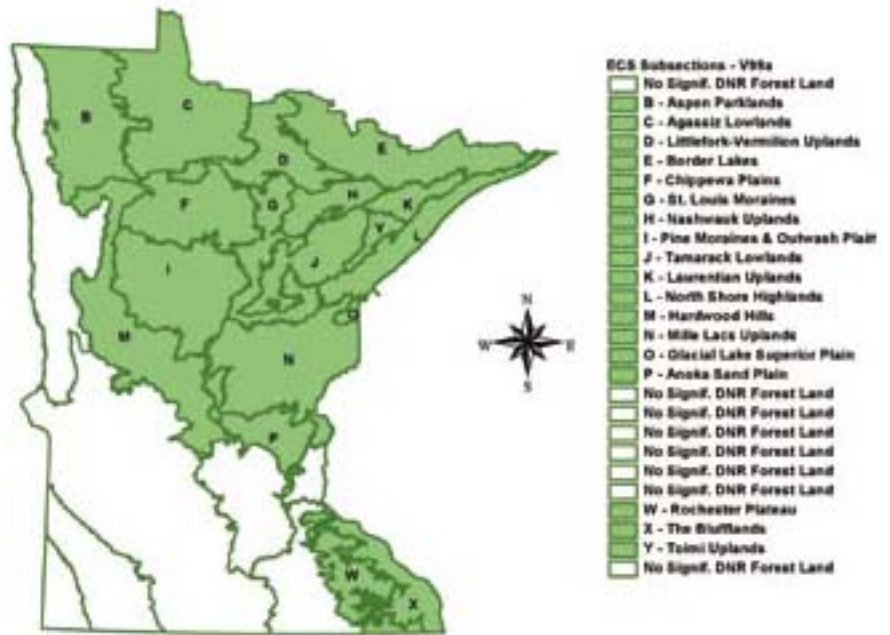 ECS Subsections - V99a
No Signif. DNR Forest Land
B - Aspen Parklands
C - Agassiz Lowlands
D - Littlefork-Vermilion Uplands
E - Border Lakes
F - Chippewa Plains
G - St. Louis Moraines
H - Nashwauk Uplands
I - Pine Moraines & Outwash Plain
J - Tamarack Lowlands
K - Laurentian Uplands
L - North Shore Highlands
M - Hardwood Hills
N - Mille Lacs Uplands
O - Glacial Lake Superior Plain
P - Anoka Sand Plain
No Signif. DNR Forest Land
No Signif. DNR Forest Land
No Signif. DNR Forest Land
No Signif. DNR Forest Land
No Signif. DNR Forest Land
No Signif. DNR Forest Land
W - Rochester Plateau
X - The Blufflands
Y - Toimi Uplands
No Signif. DNR Forest Land
B
C
D
E
F
G
H
K
Y
L
I
J
O
M
N
P
W
X
N
W
E
S